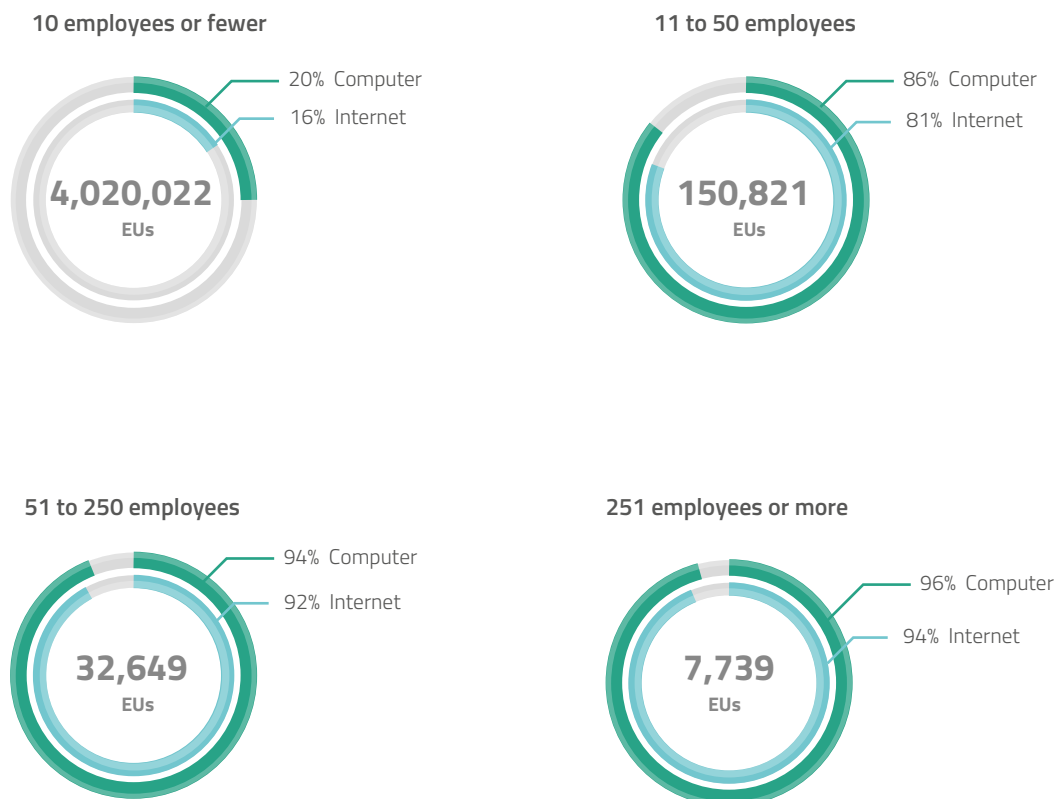 10 employees or fewer
20% Computer
16% Internet
4,020,022
EUs
11 to 50 employees
86% Computer
81% Internet
150,821
EUs
51 to 250 employees
94% Computer
92% Internet
32,649
EUs
251 employees or more
96% Computer
94% Internet
7,739
EUs